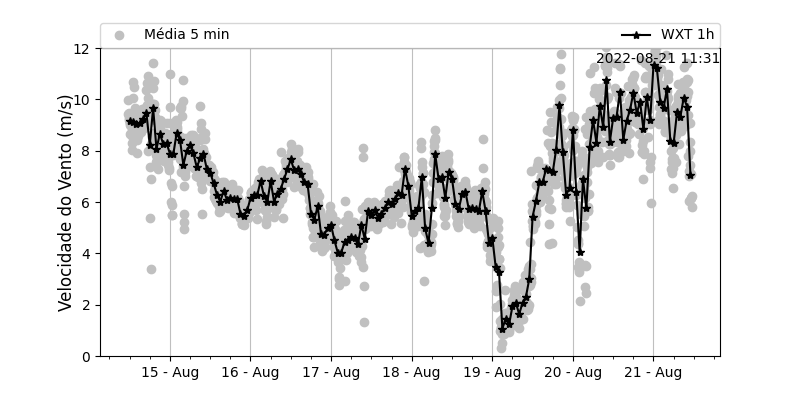 Média 5 min
WXT 1h
2022-08-21 11:31
Velocidade do Vento (m/s)
12
10
8
6
4
2
0
15 - Aug
16 - Aug
17 - Aug
18 - Aug
19 - Aug
20 - Aug
21 - Aug